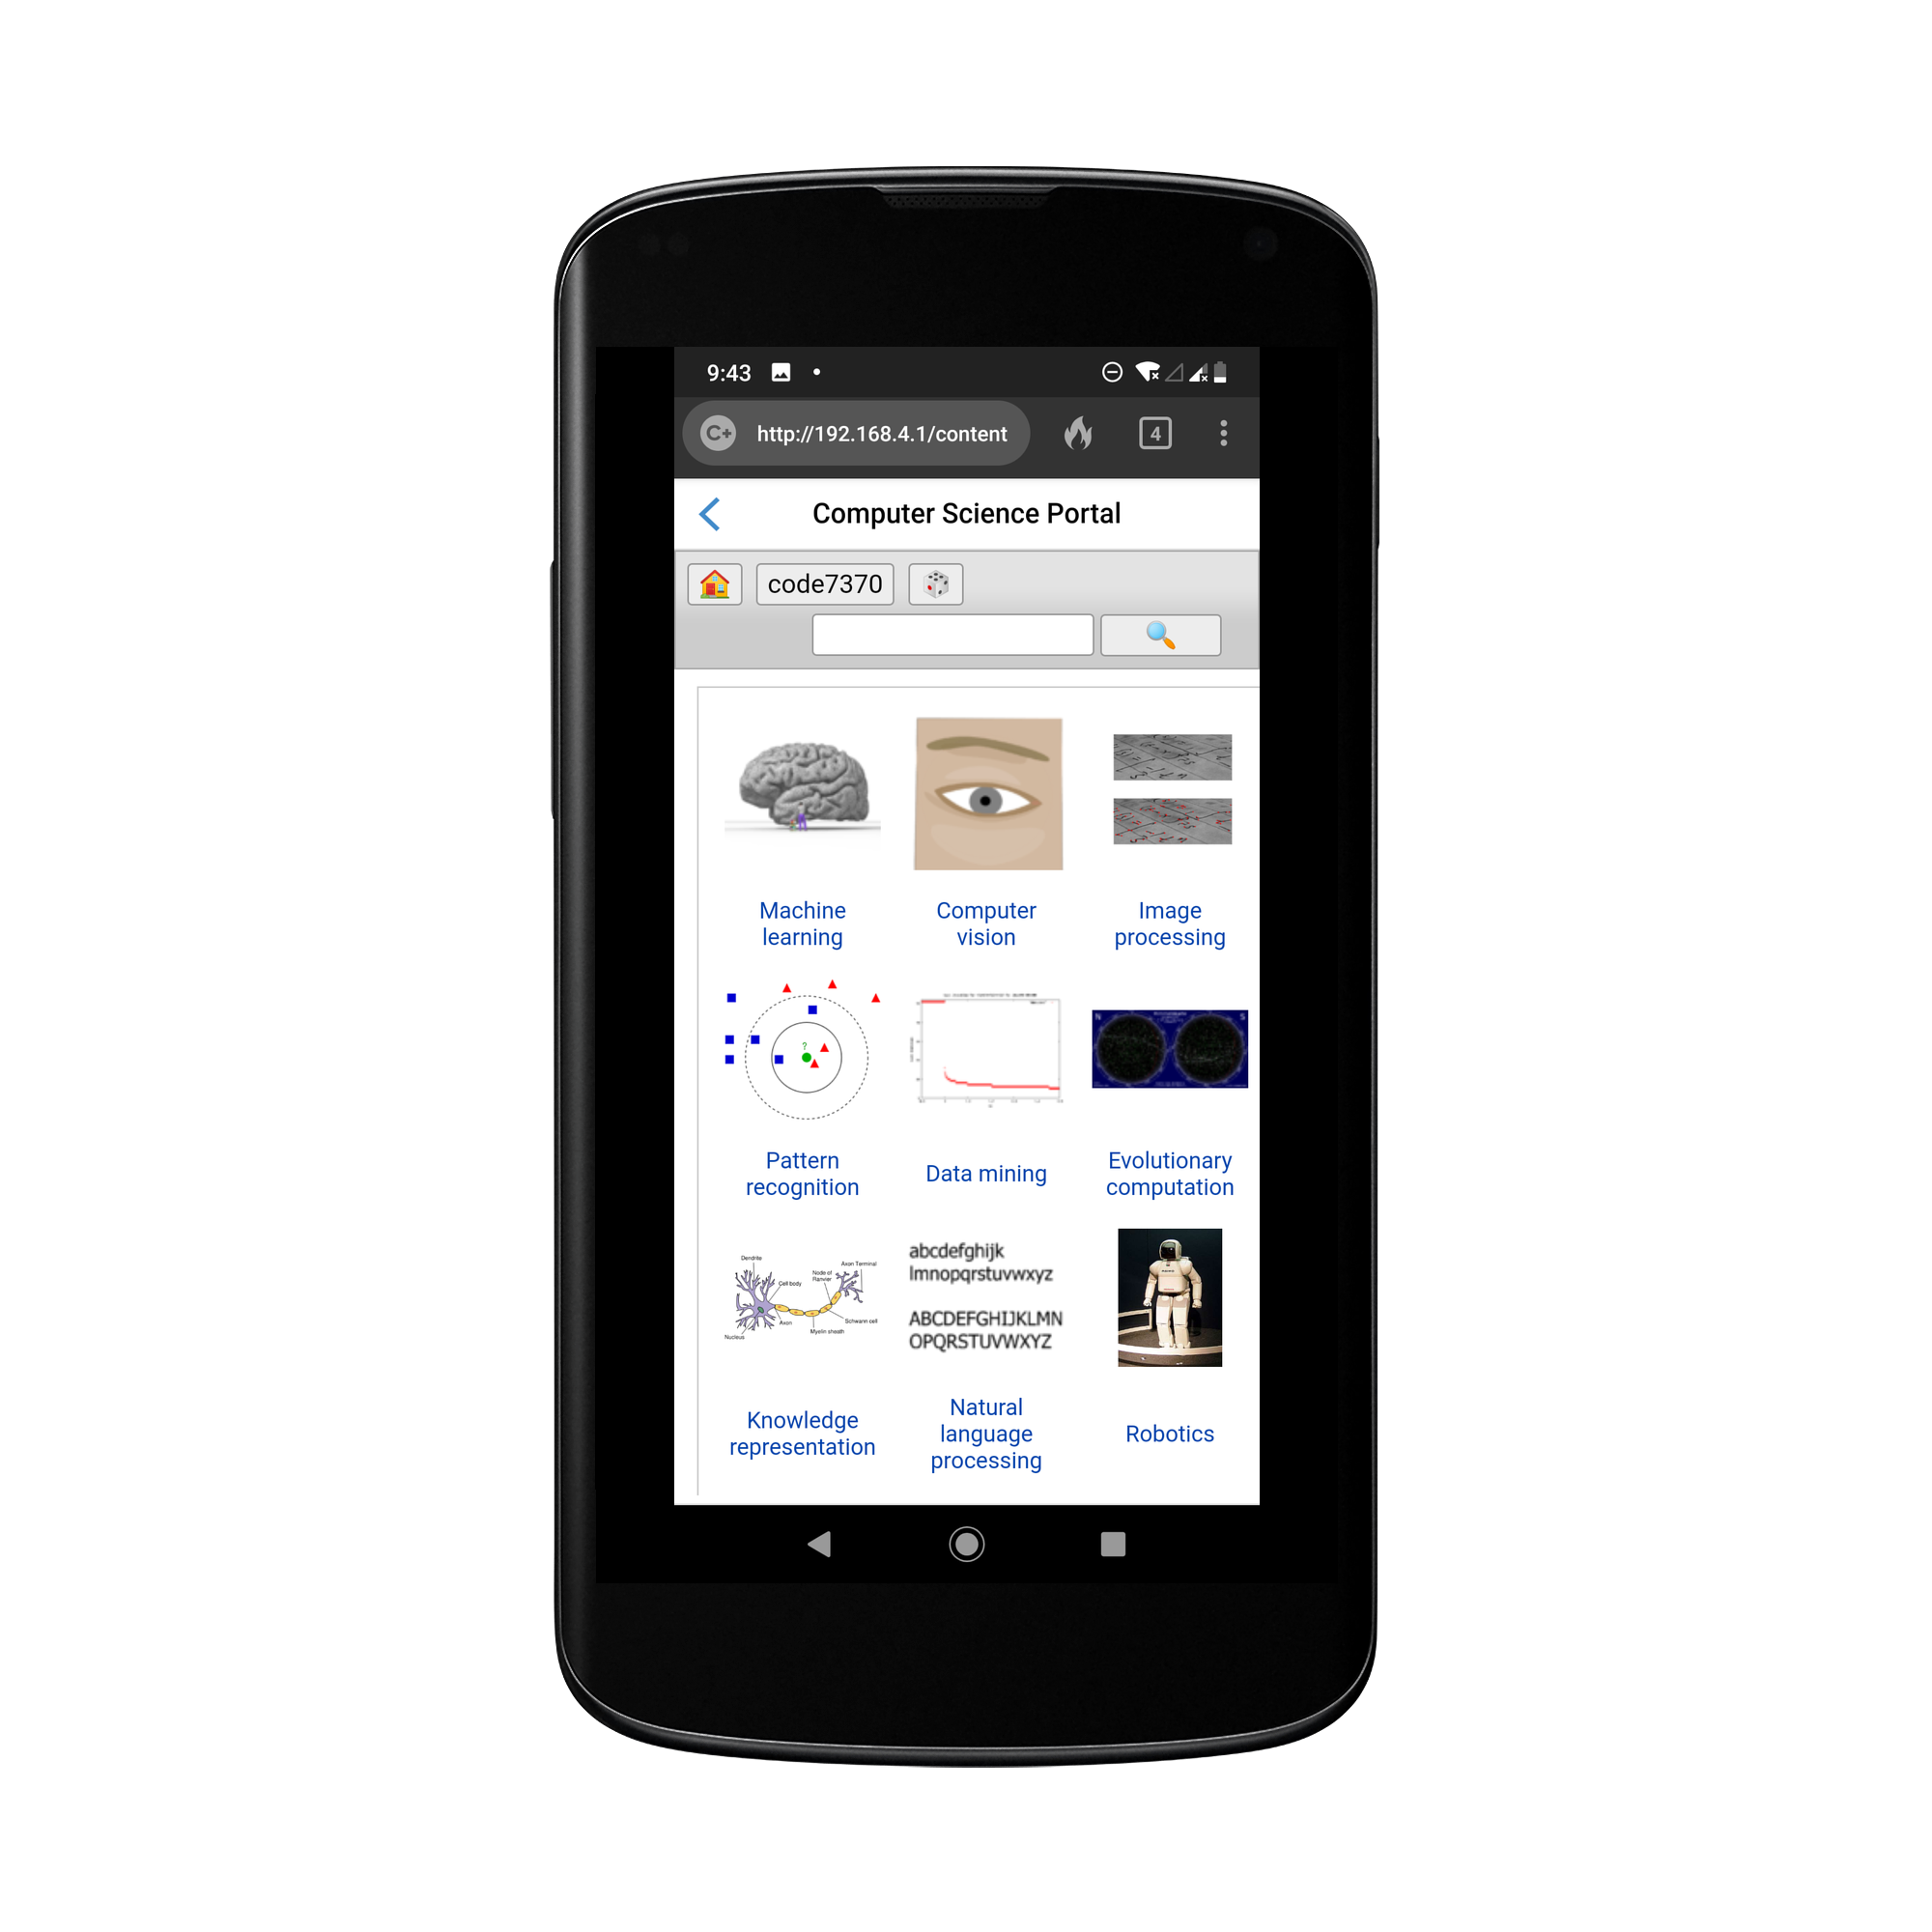 9:43
C+ http://192.168.4.1/content 4
Computer Science Portal
code7370
Machine
learning
Computer
vision
Image
processing
?
N S
Pattern
recognition
Data mining
Evolutionary
computation
Dendrite
Axon Terminal
Node of
Ranvier
Cell body
Axon
Schwann cell
Myelin sheath
Nucleus
abcdefghijk
lmnopqrstuvwxyz
ABCDEFGHIJKLMN
OPQRSTUVWXYZ
Knowledge
representation
Natural
language
processing
Robotics